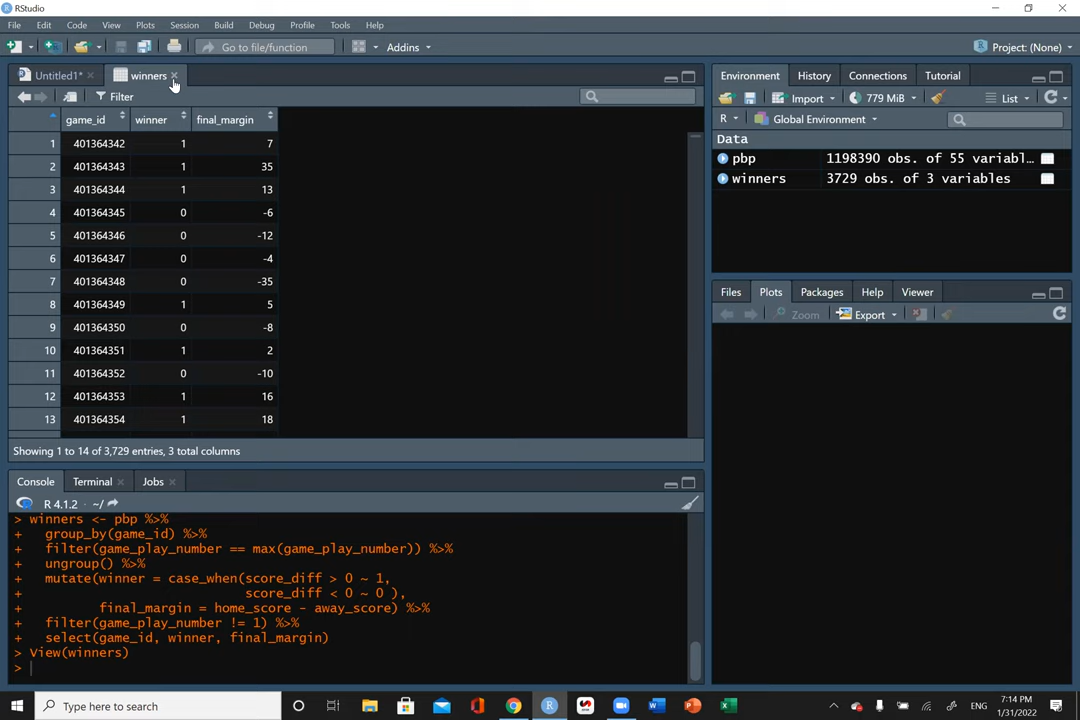 RStudio
File Edit Code View Plots Session Build Debug Profile Tools Help
Go to file/function Addins Project: (None)
Untitled1* winners
Filter
game_id winner final_margin
1 401364342 1 7
2 401364343 1 35
3 401364344 1 13
4 401364345 0 -6
5 401364346 0 -12
6 401364347 0 -4
7 401364348 0 -35
8 401364349 1 5
9 401364350 0 -8
10 401364351 1 2
11 401364352 0 -10
12 401364353 1 16
13 401364354 1 18
Showing 1 to 14 of 3,729 entries, 3 total columns
Console Terminal Jobs
R 4.1.2 · ~/
> winners <- pbp %>%
+ group_by(game_id) %>%
+ filter(game_play_number == max(game_play_number)) %>%
+ ungroup() %>%
+ mutate(winner = case_when(score_diff > 0 ~ 1,
+ score_diff < 0 ~ 0 ),
+ final_margin = home_score - away_score) %>%
+ filter(game_play_number != 1) %>%
+ select(game_id, winner, final_margin)
> View(winners)
>
Environment History Connections Tutorial
Import 779 MiB List
R Global Environment
Data
pbp 1198390 obs. of 55 variabl…
winners 3729 obs. of 3 variables
Files Plots Packages Help Viewer
Zoom Export
Type here to search
ENG
7:14 PM
1/31/2022